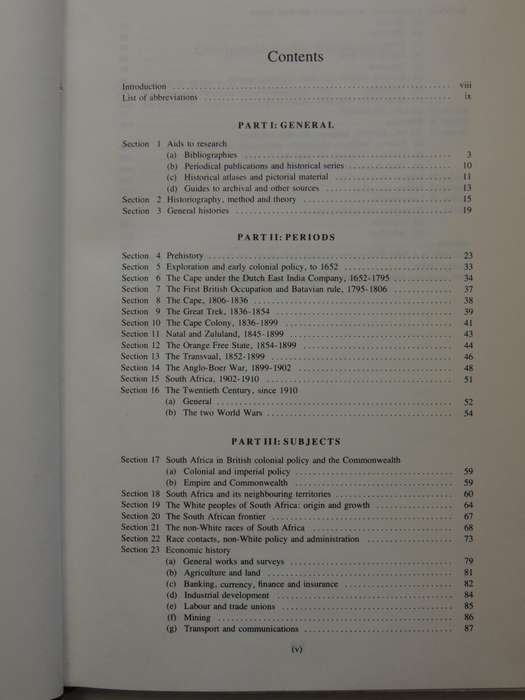 Contents
Introduction ........ viii
List of abbreviations ........ ix
PART I: GENERAL
Section 1 Aids to research
(a) Bibliographies ........ 3
(b) Periodical publications and historical series ........ 10
(c) Historical atlases and pictorial material ........ 11
(d) Guides to archival and other sources ........ 13
Section 2 Historiography, method and theory ........ 15
Section 3 General histories ........ 19
PART II: PERIODS
Section 4 Prehistory ........ 23
Section 5 Exploration and early colonial policy, to 1652 ........ 33
Section 6 The Cape under the Dutch East India Company, 1652-1795 ........ 34
Section 7 The First British Occupation and Batavian rule, 1795-1806 ........ 37
Section 8 The Cape, 1806-1836 ........ 38
Section 9 The Great Trek, 1836-1854 ........ 39
Section 10 The Cape Colony, 1836-1899 ........ 41
Section 11 Natal and Zululand, 1845-1899 ........ 43
Section 12 The Orange Free State, 1854-1899 ........ 44
Section 13 The Transvaal, 1852-1899 ........ 46
Section 14 The Anglo-Boer War, 1899-1902 ........ 48
Section 15 South Africa, 1902-1910 ........ 51
Section 16 The Twentieth Century, since 1910
(a) General ........ 52
(b) The two World Wars ........ 54
PART III: SUBJECTS
Section 17 South Africa in British colonial policy and the Commonwealth
(a) Colonial and imperial policy ........ 59
(b) Empire and Commonwealth ........ 59
Section 18 South Africa and its neighbouring territories ........ 60
Section 19 The White peoples of South Africa: origin and growth ........ 64
Section 20 The South African frontier ........ 67
Section 21 The non-White races of South Africa ........ 68
Section 22 Race contacts, non-White policy and administration ........ 73
Section 23 Economic history
(a) General works and surveys ........ 79
(b) Agriculture and land ........ 81
(c) Banking, currency, finance and insurance ........ 82
(d) Industrial development ........ 84
(e) Labour and trade unions ........ 85
(f) Mining ........ 86
(g) Transport and communications ........ 87
(v)